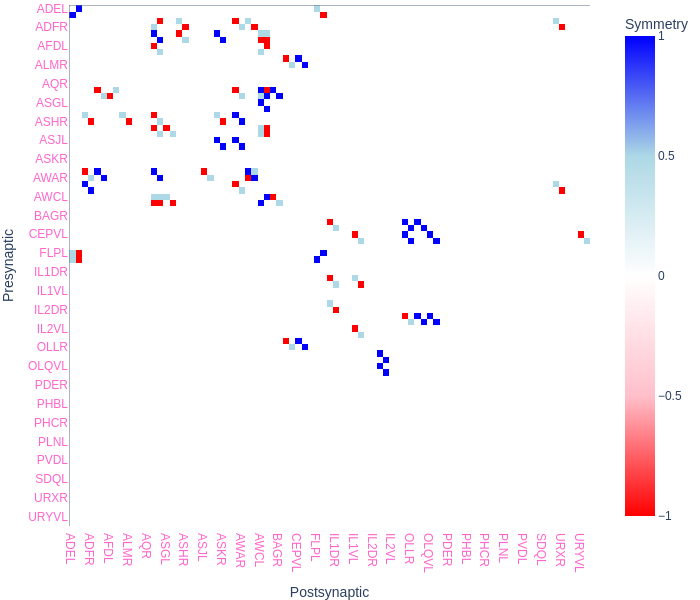 Symmetry
1
0.5
0
−0.5
−1
Presynaptic
ADEL
ADFR
AFDL
ALMR
AQR
ASGL
ASHR
ASJL
ASKR
AWAR
AWCL
BAGR
CEPVL
FLPL
IL1DR
IL1VL
IL2DR
IL2VL
OLLR
OLQVL
PDER
PHBL
PHCR
PLNL
PVDL
SDQL
URXR
URYVL
ADEL
ADFR
AFDL
ALMR
AQR
ASGL
ASHR
ASJL
ASKR
AWAR
AWCL
BAGR
CEPVL
FLPL
IL1DR
IL1VL
IL2DR
IL2VL
OLLR
OLQVL
PDER
PHBL
PHCR
PLNL
PVDL
SDQL
URXR
URYVL
Postsynaptic